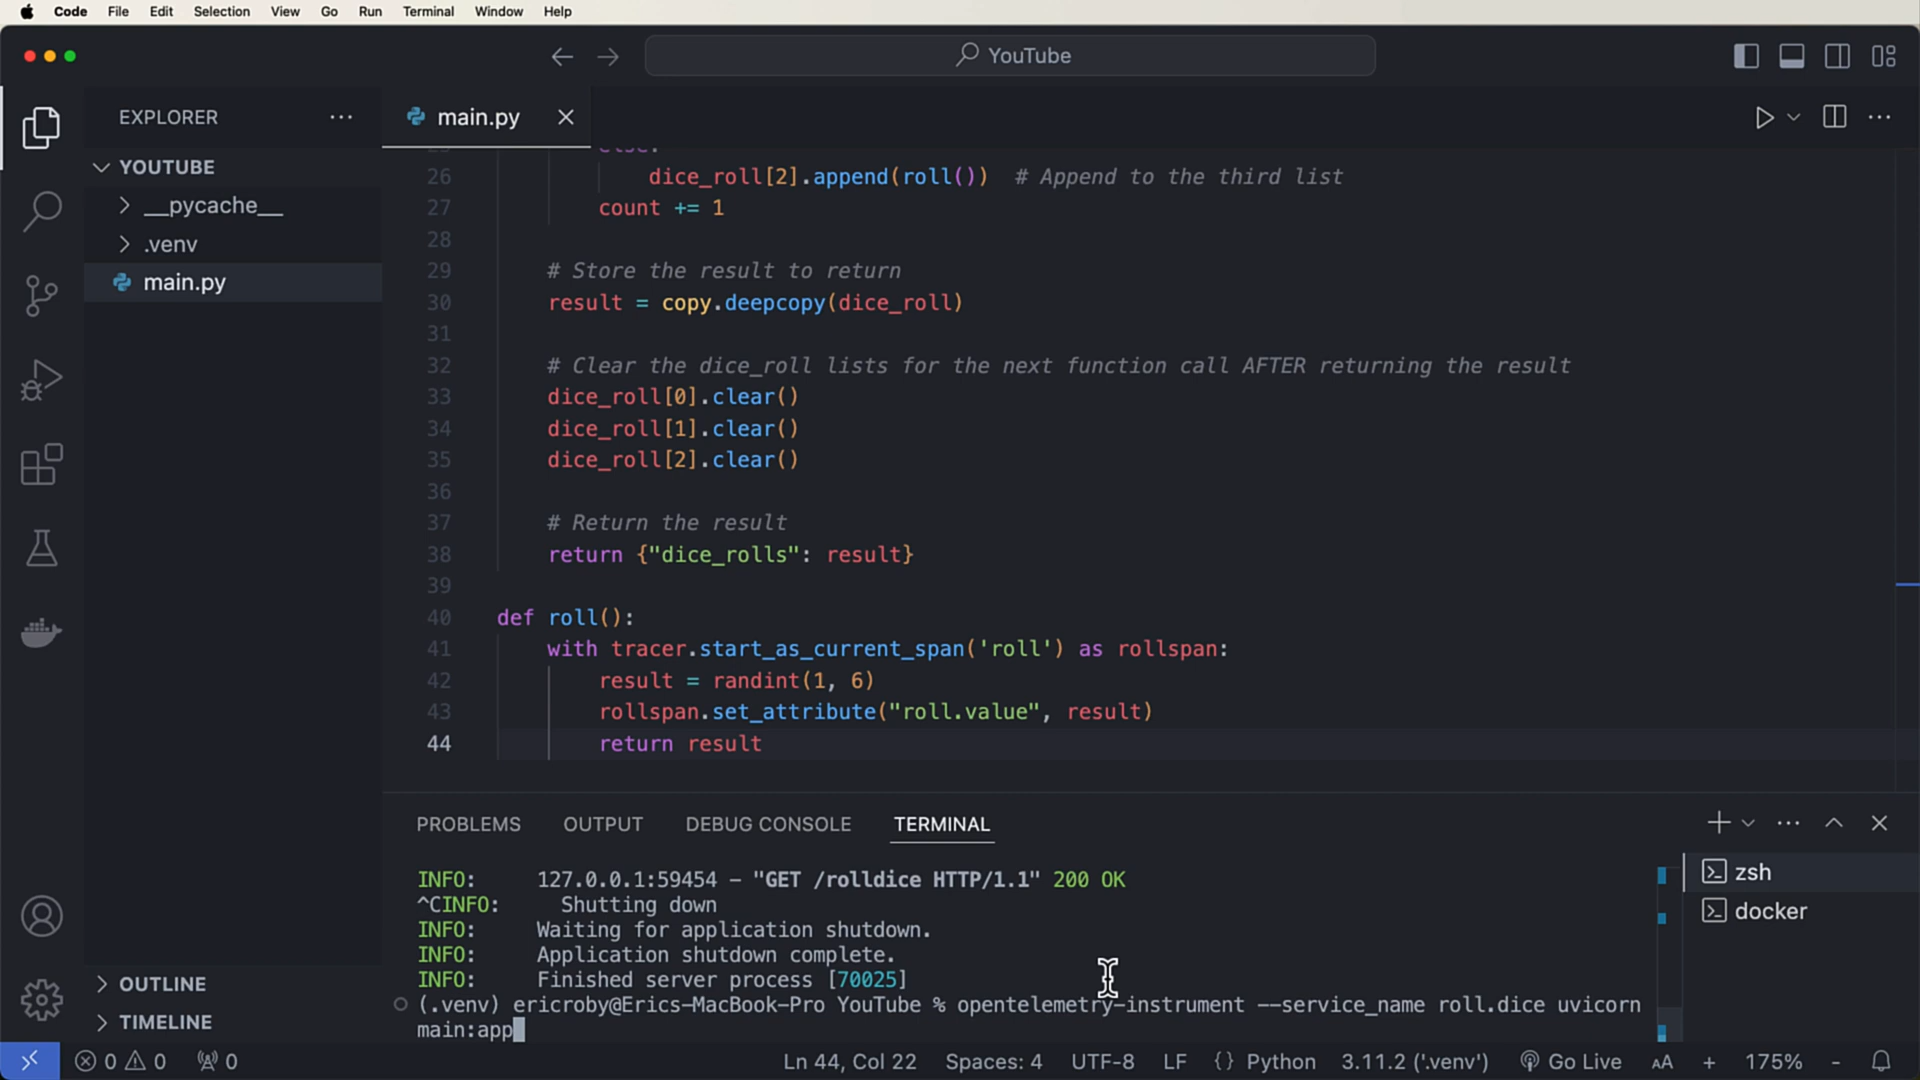 Code File Edit Selection View Go Run Terminal Window Help
YouTube
EXPLORER
main.py
YOUTUBE
__pycache__
.venv
main.py
else:
26 dice_roll[2].append(roll()) # Append to the third list
27 count += 1
28
29 # Store the result to return
30 result = copy.deepcopy(dice_roll)
31
32 # Clear the dice_roll lists for the next function call AFTER returning the result
33 dice_roll[0].clear()
34 dice_roll[1].clear()
35 dice_roll[2].clear()
36
37 # Return the result
38 return {"dice_rolls": result}
39
40 def roll():
41 with tracer.start_as_current_span('roll') as rollspan:
42 result = randint(1, 6)
43 rollspan.set_attribute("roll.value", result)
44 return result
PROBLEMS OUTPUT DEBUG CONSOLE TERMINAL
INFO: 127.0.0.1:59454 - "GET /rolldice HTTP/1.1" 200 OK
^CINFO: Shutting down
INFO: Waiting for application shutdown.
INFO: Application shutdown complete.
INFO: Finished server process [70025]
(.venv) ericroby@Erics-MacBook-Pro YouTube % opentelemetry-instrument --service_name roll.dice uvicorn
main:app
zsh
docker
OUTLINE
TIMELINE
0 0 0 Ln 44, Col 22 Spaces: 4 UTF-8 LF {} Python 3.11.2 ('.venv') Go Live AA + 175% -